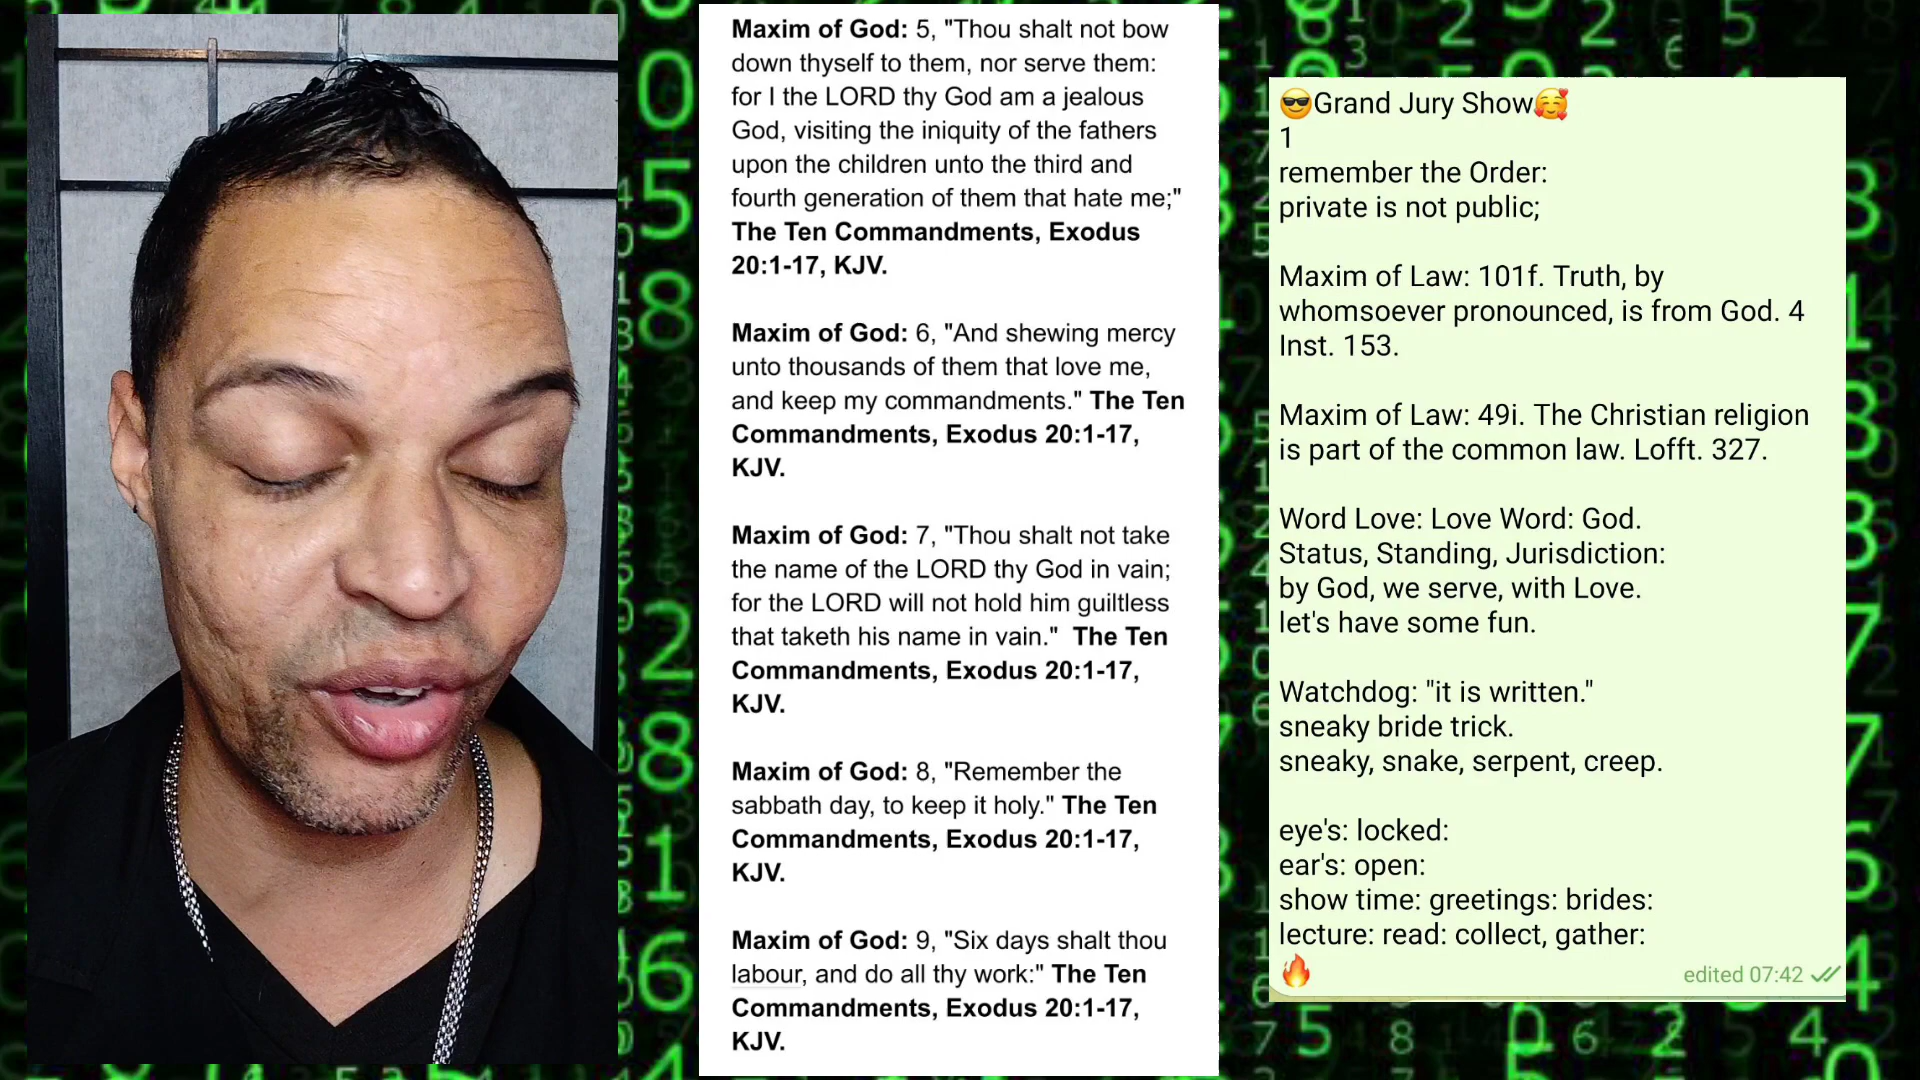 Maxim of God: 5, "Thou shalt not bow
down thyself to them, nor serve them:
for I the LORD thy God am a jealous
God, visiting the iniquity of the fathers
upon the children unto the third and
fourth generation of them that hate me;"
The Ten Commandments, Exodus
20:1-17, KJV.
Maxim of God: 6, "And shewing mercy
unto thousands of them that love me,
and keep my commandments." The Ten
Commandments, Exodus 20:1-17,
KJV.
Maxim of God: 7, "Thou shalt not take
the name of the LORD thy God in vain;
for the LORD will not hold him guiltless
that taketh his name in vain." The Ten
Commandments, Exodus 20:1-17,
KJV.
Maxim of God: 8, "Remember the
sabbath day, to keep it holy." The Ten
Commandments, Exodus 20:1-17,
KJV.
Maxim of God: 9, "Six days shalt thou
labour, and do all thy work:" The Ten
Commandments, Exodus 20:1-17,
KJV.
😎Grand Jury Show🥰
1
remember the Order:
private is not public;
Maxim of Law: 101f. Truth, by
whomsoever pronounced, is from God. 4
Inst. 153.
Maxim of Law: 49i. The Christian religion
is part of the common law. Lofft. 327.
Word Love: Love Word: God.
Status, Standing, Jurisdiction:
by God, we serve, with Love.
let's have some fun.
Watchdog: "it is written."
sneaky bride trick.
sneaky, snake, serpent, creep.
eye's: locked:
ear's: open:
show time: greetings: brides:
lecture: read: collect, gather:
🔥
edited 07:42